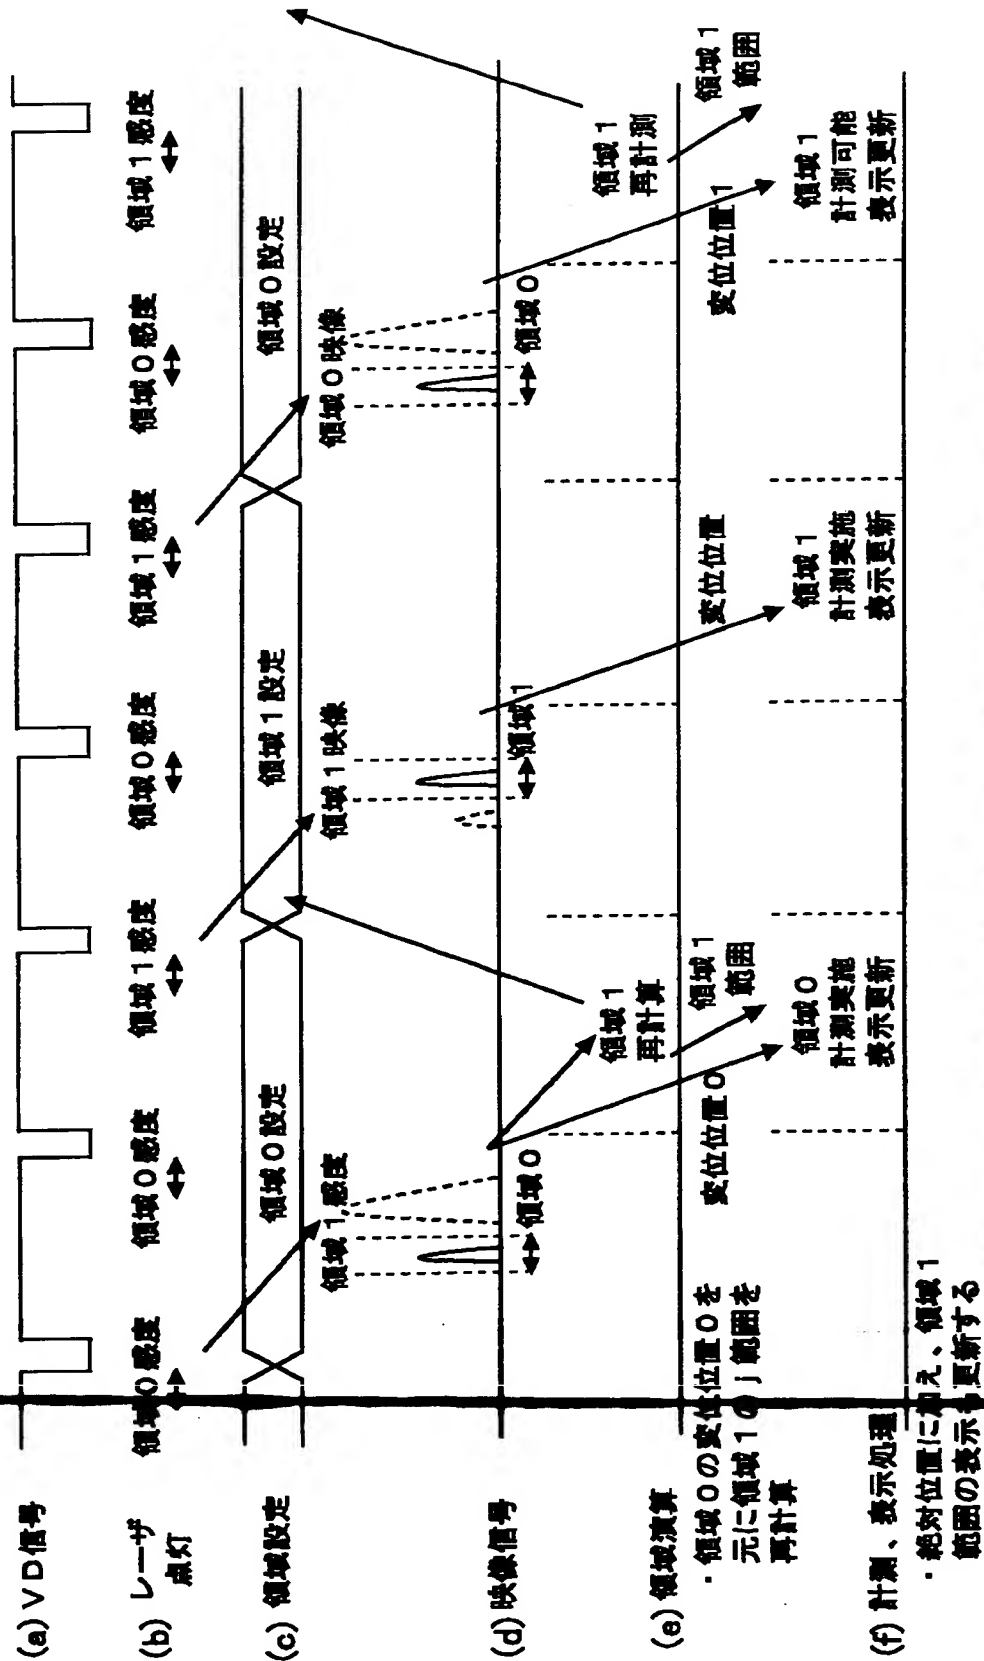 (a) VD信号
(b) レーザ
点灯
領域0感度
領域0感度
領域1感度
領域0感度
領域1感度
領域0感度
領域1感度
(c) 領域設定
領域0設定
領域1設定
領域0設定
(d) 映像信号
領域1感度
領域0
領域1映像
領域1
領域0映像
領域0
(e) 領域演算
・領域0の変位位置0を
元に領域1の j 範囲を
再計算
領域1
再計算
変位位置0
領域1
範囲
変位位置
領域1
再計測
変位位置1
領域1
範囲
(f) 計測、表示処理
・絶対位置に加え、領域1
範囲の表示も更新する
領域0
計測実施
表示更新
領域1
計測実施
表示更新
領域1
計測可能
表示更新